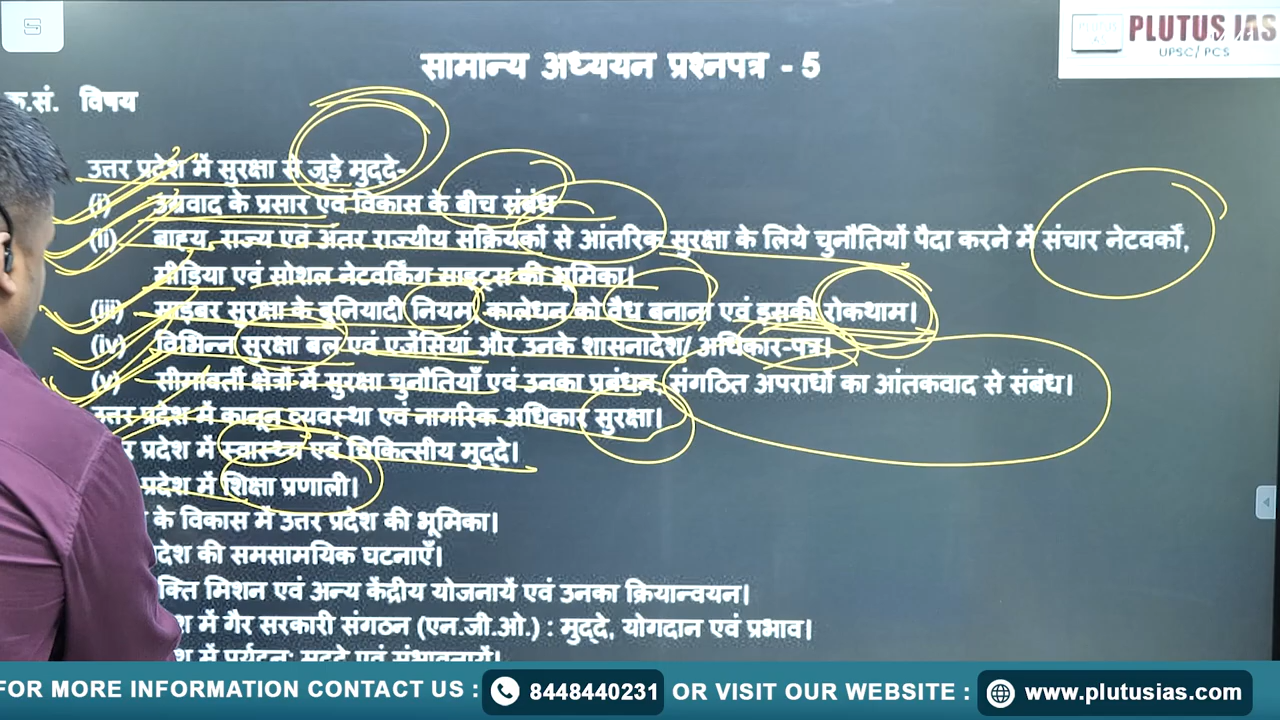 PLUTUS IAS
UPSC/ PCS
सामान्य अध्ययन प्रश्नपत्र - 5
क.सं. विषय
उत्तर प्रदेश में सुरक्षा से जुड़े मुद्दे-
(i) उग्रवाद के प्रसार एवं विकास के बीच संबंध
(ii) बाह्य, राज्य एवं अंतर राज्यीय सक्रियकों से आंतरिक सुरक्षा के लिये चुनौतियों पैदा करने में संचार नेटवर्कों,
मीडिया एवं सोशल नेटवर्किंग साइट्स की भूमिका।
(iii) साइबर सुरक्षा के बुनियादी नियम, कालेधन को वैध बनाना एवं इसकी रोकथाम।
(iv) विभिन्न सुरक्षा बल एवं एजेंसियां और उनके शासनादेश/ अधिकार-पत्र।
(v) सीमावर्ती क्षेत्रों में सुरक्षा चुनौतियाँ एवं उनका प्रबंधन, संगठित अपराधों का आंतकवाद से संबंध।
उत्तर प्रदेश में कानून व्यवस्था एवं नागरिक अधिकार सुरक्षा।
र प्रदेश में स्वास्थ्य एवं चिकित्सीय मुद्दे।
प्रदेश में शिक्षा प्रणाली।
के विकास में उत्तर प्रदेश की भूमिका।
देश की समसामयिक घटनाएँ।
क्ति मिशन एवं अन्य केंद्रीय योजनायें एवं उनका क्रियान्वयन।
श में गैर सरकारी संगठन (एन.जी.ओ.) : मुद्दे, योगदान एवं प्रभाव।
श में पर्यटन: मुद्दे एवं संभावनायें।
FOR MORE INFORMATION CONTACT US : 8448440231 OR VISIT OUR WEBSITE : www.plutusias.com